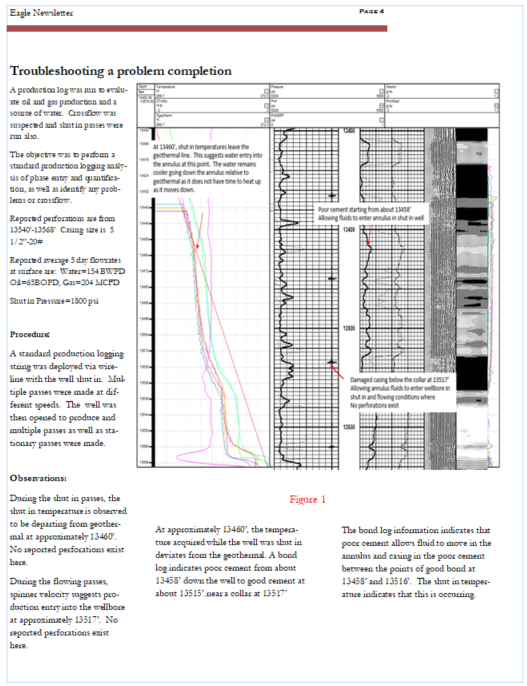 Eagle Newsletter
PAGE 4
Troubleshooting a problem completion
A production log was run to evalu-
ate oil and gas production and a
source of water. Crossflow was
suspected and shut in passes were
run also.
The objective was to perform a
standard production logging analy-
sis of phase entry and quantifica-
tion, as well as identify any prob-
lems or crossflow.
Reported perforations are from
13540'-13568' Casing size is 5
1/2"-20#
Reported average 5 day flowrates
at surface are: Water=154 BWPD
Oil=65BOPD, Gas=204 MCFD
Shut in Pressure=1800 psi
Procedure
A standard production logging
string was deployed via wire-
line with the well shut in. Mul-
tiple passes were made at dif-
ferent speeds. The well was
then opened to produce and
multiple passes as well as sta-
tionary passes were made.
Observations:
During the shut in passes, the
shut in temperature is observed
to be departing from geother-
mal at approximately 13460'.
No reported perforations exist
here.
During the flowing passes,
spinner velocity suggests pro-
duction entry into the wellbore
at approximately 13517'. No
reported perforations exist
here.
Temperature
Pressure
At 13460', shut in temperatures leave the
geothermal line. This suggests water entry into
the annulus at this point. The water remains
cooler going down the annulus relative to
geothermal as it does not have time to heat up
as it moves down.
13400
Poor cement starting from about 13458'
Allowing fluids to enter annulus in shut in well
13450
13500
Damaged casing below the collar at 13517'
Allowing annulus fluids to enter wellbore in
shut in and flowing conditions where
No perforations exist
13550
Figure 1
At approximately 13460', the tempera-
ture acquired while the well was shut in
deviates from the geothermal. A bond
log indicates poor cement from about
13458' down the well to good cement at
about 13515'.near a collar at 13517'
The bond log information indicates that
poor cement allows fluid to move in the
annulus and casing in the poor cement
between the points of good bond at
13458' and 13516'. The shut in temper-
ature indicates that this is occurring.